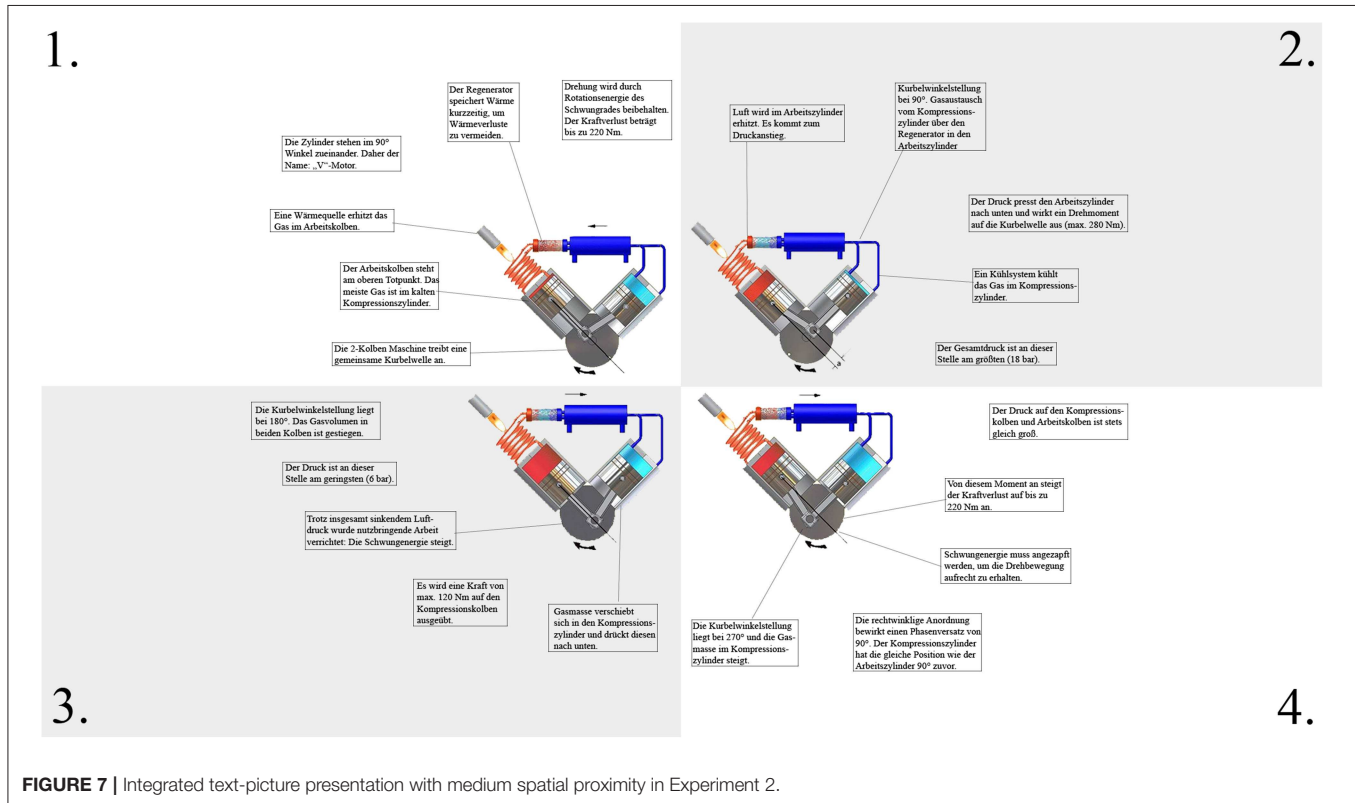 1.
Der Regenerator
speichert Wärme
kurzzeitig, um
Wärmeverluste
zu vermeiden.
Drehung wird durch
Rotationsenergie des
Schwungrades beibehalten.
Der Kraftverlust beträgt
bis zu 220 Nm.
Die Zylinder stehen im 90°
Winkel zueinander. Daher der
Name: „V“-Motor.
Eine Wärmequelle erhitzt das
Gas im Arbeitskolben.
Der Arbeitskolben steht
am oberen Totpunkt. Das
meiste Gas ist im kalten
Kompressionszylinder.
Die 2-Kolben Maschine treibt eine
gemeinsame Kurbelwelle an.
2.
Luft wird im Arbeitszylinder
erhitzt. Es kommt zum
Druckanstieg.
Kurbelwinkelstellung
bei 90°. Gasaustausch
vom Kompressions-
zylinder über den
Regenerator in den
Arbeitszylinder
Der Druck presst den Arbeitszylinder
nach unten und wirkt ein Drehmoment
auf die Kurbelwelle aus (max. 280 Nm).
Ein Kühlsystem kühlt
das Gas im Kompressions-
zylinder.
Der Gesamtdruck ist an dieser
Stelle am größten (18 bar).
3.
Die Kurbelwinkelstellung liegt
bei 180°. Das Gasvolumen in
beiden Kolben ist gestiegen.
Der Druck ist an dieser
Stelle am geringsten (6 bar).
Trotz insgesamt sinkendem Luft-
druck wurde nutzbringende Arbeit
verrichtet: Die Schwungenergie steigt.
Es wird eine Kraft von
max. 120 Nm auf den
Kompressionskolben
ausgeübt.
Gasmasse verschiebt
sich in den Kompressions-
zylinder und drückt diesen
nach unten.
4.
Der Druck auf den Kompressions-
kolben und Arbeitskolben ist stets
gleich groß.
Von diesem Moment an steigt
der Kraftverlust auf bis zu
220 Nm an.
Schwungenergie muss angezapft
werden, um die Drehbewegung
aufrecht zu erhalten.
Die Kurbelwinkelstellung
liegt bei 270° und die Gas-
masse im Kompressions-
zylinder steigt.
Die rechtwinklige Anordnung
bewirkt einen Phasenversatz von
90°. Der Kompressionszylinder
hat die gleiche Position wie der
Arbeitszylinder 90° zuvor.
FIGURE 7 | Integrated text-picture presentation with medium spatial proximity in Experiment 2.